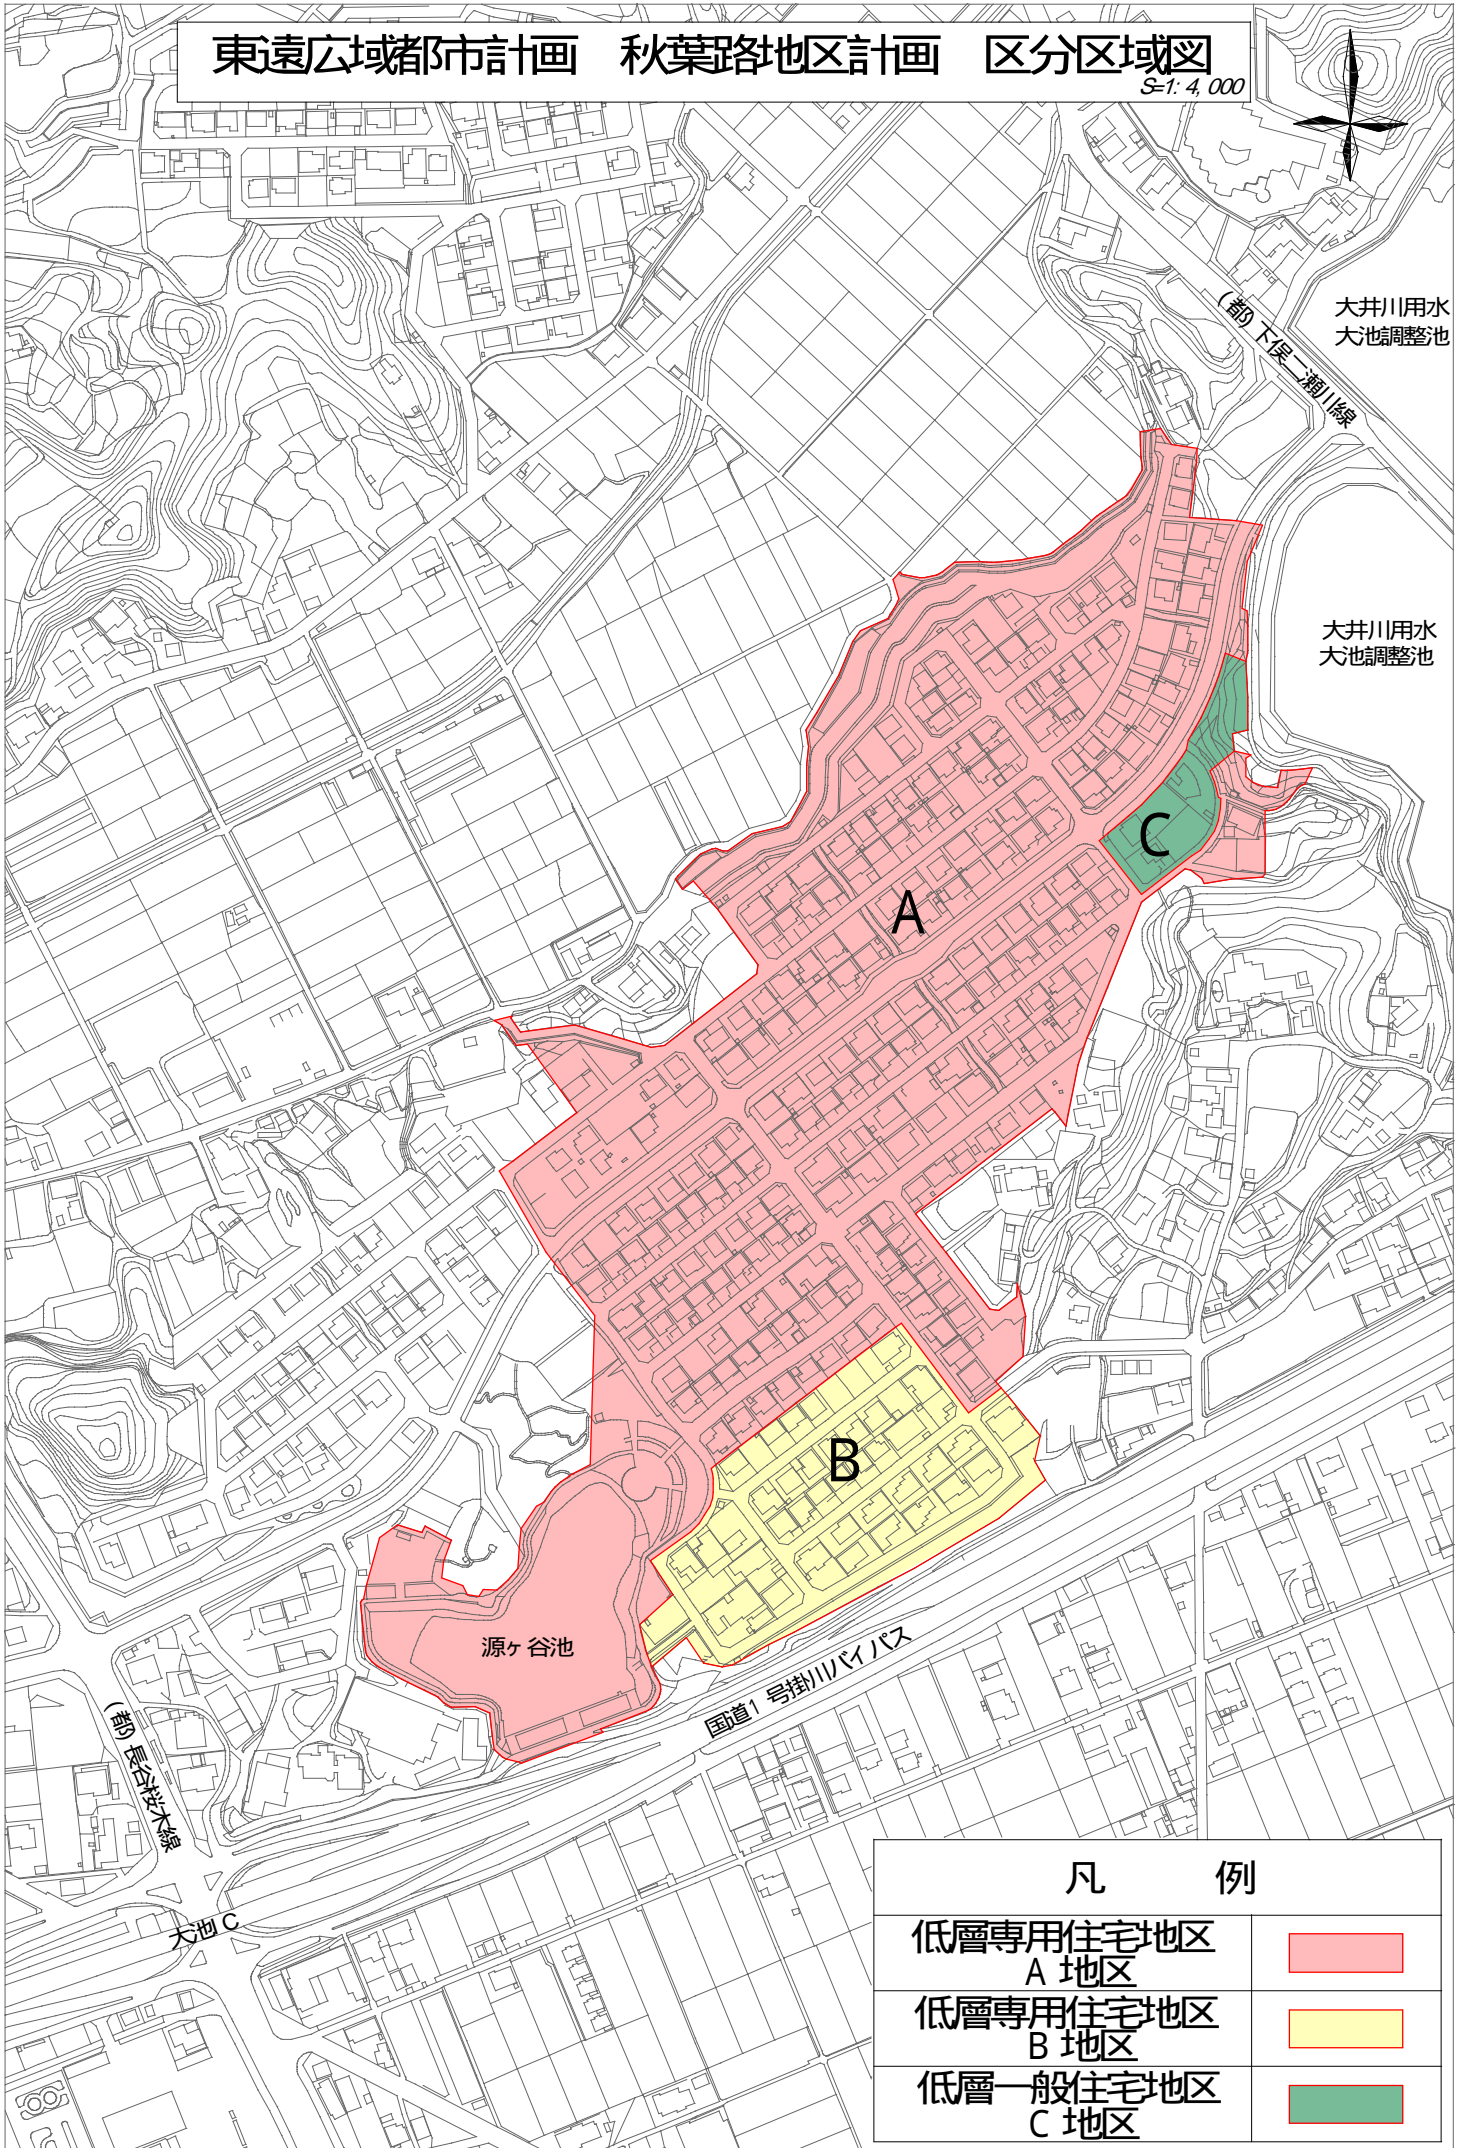 東遠広域都市計画　秋葉路地区計画　区分区域図
S=1:4,000
大井川用水
大池調整池
(都)下俣二瀬川線
大井川用水
大池調整池
C
A
B
源ヶ谷池
国道1号掛川バイパス
(都)長谷桜木線
大池IC
凡　例
低層専用住宅地区
A 地区
低層専用住宅地区
B 地区
低層一般住宅地区
C 地区